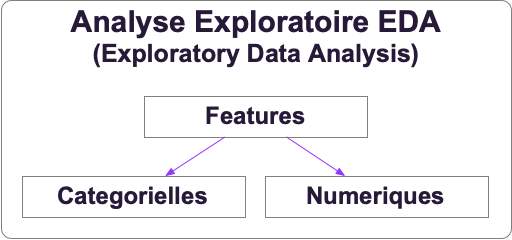 Analyse Exploratoire EDA
(Exploratory Data Analysis)
Features
Categorielles
Numeriques